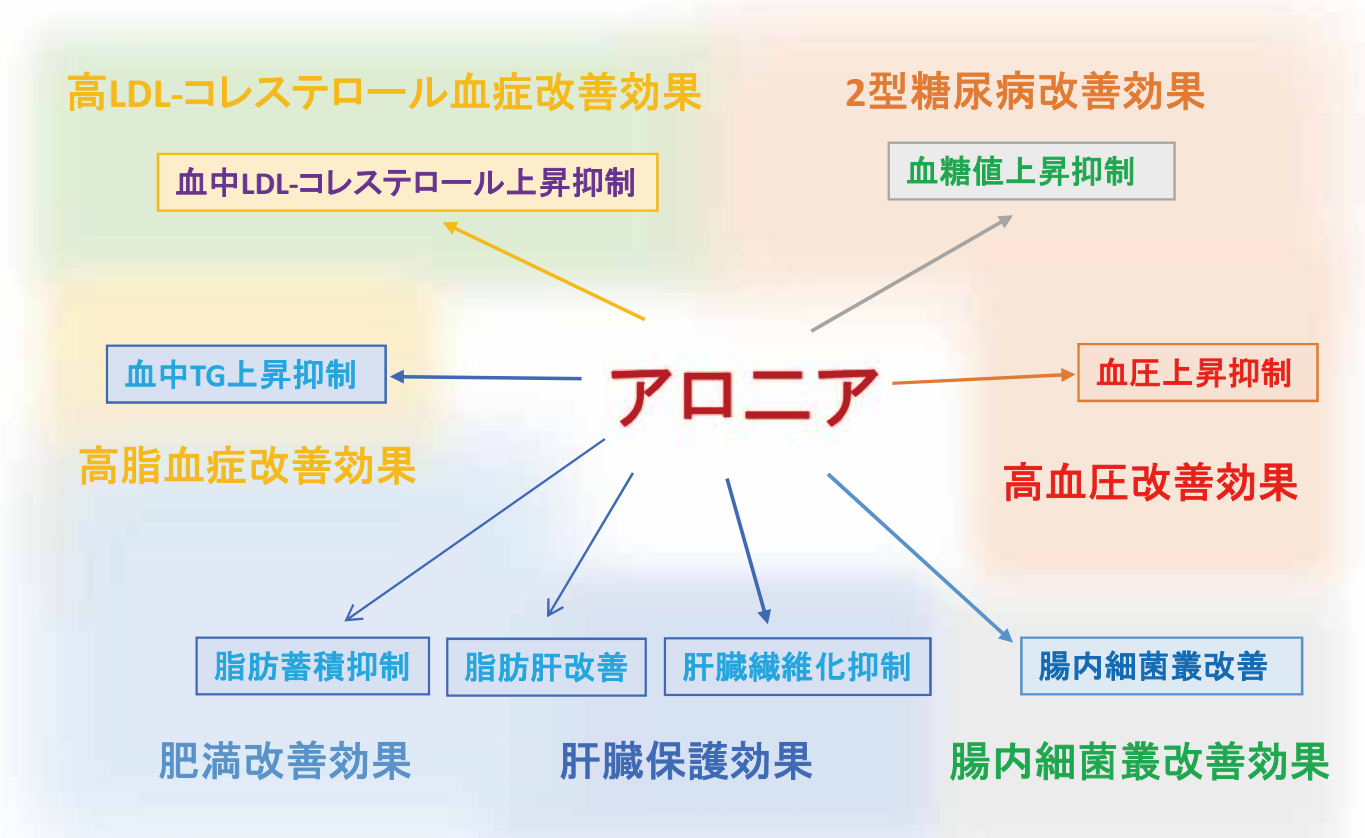 高LDL-コレステロール血症改善効果
2型糖尿病改善効果
血中LDL-コレステロール上昇抑制
血糖値上昇抑制
血中TG上昇抑制
アロニア
血圧上昇抑制
高脂血症改善効果
高血圧改善効果
脂肪蓄積抑制
脂肪肝改善
肝臓繊維化抑制
腸内細菌叢改善
肥満改善効果
肝臓保護効果
腸内細菌叢改善効果